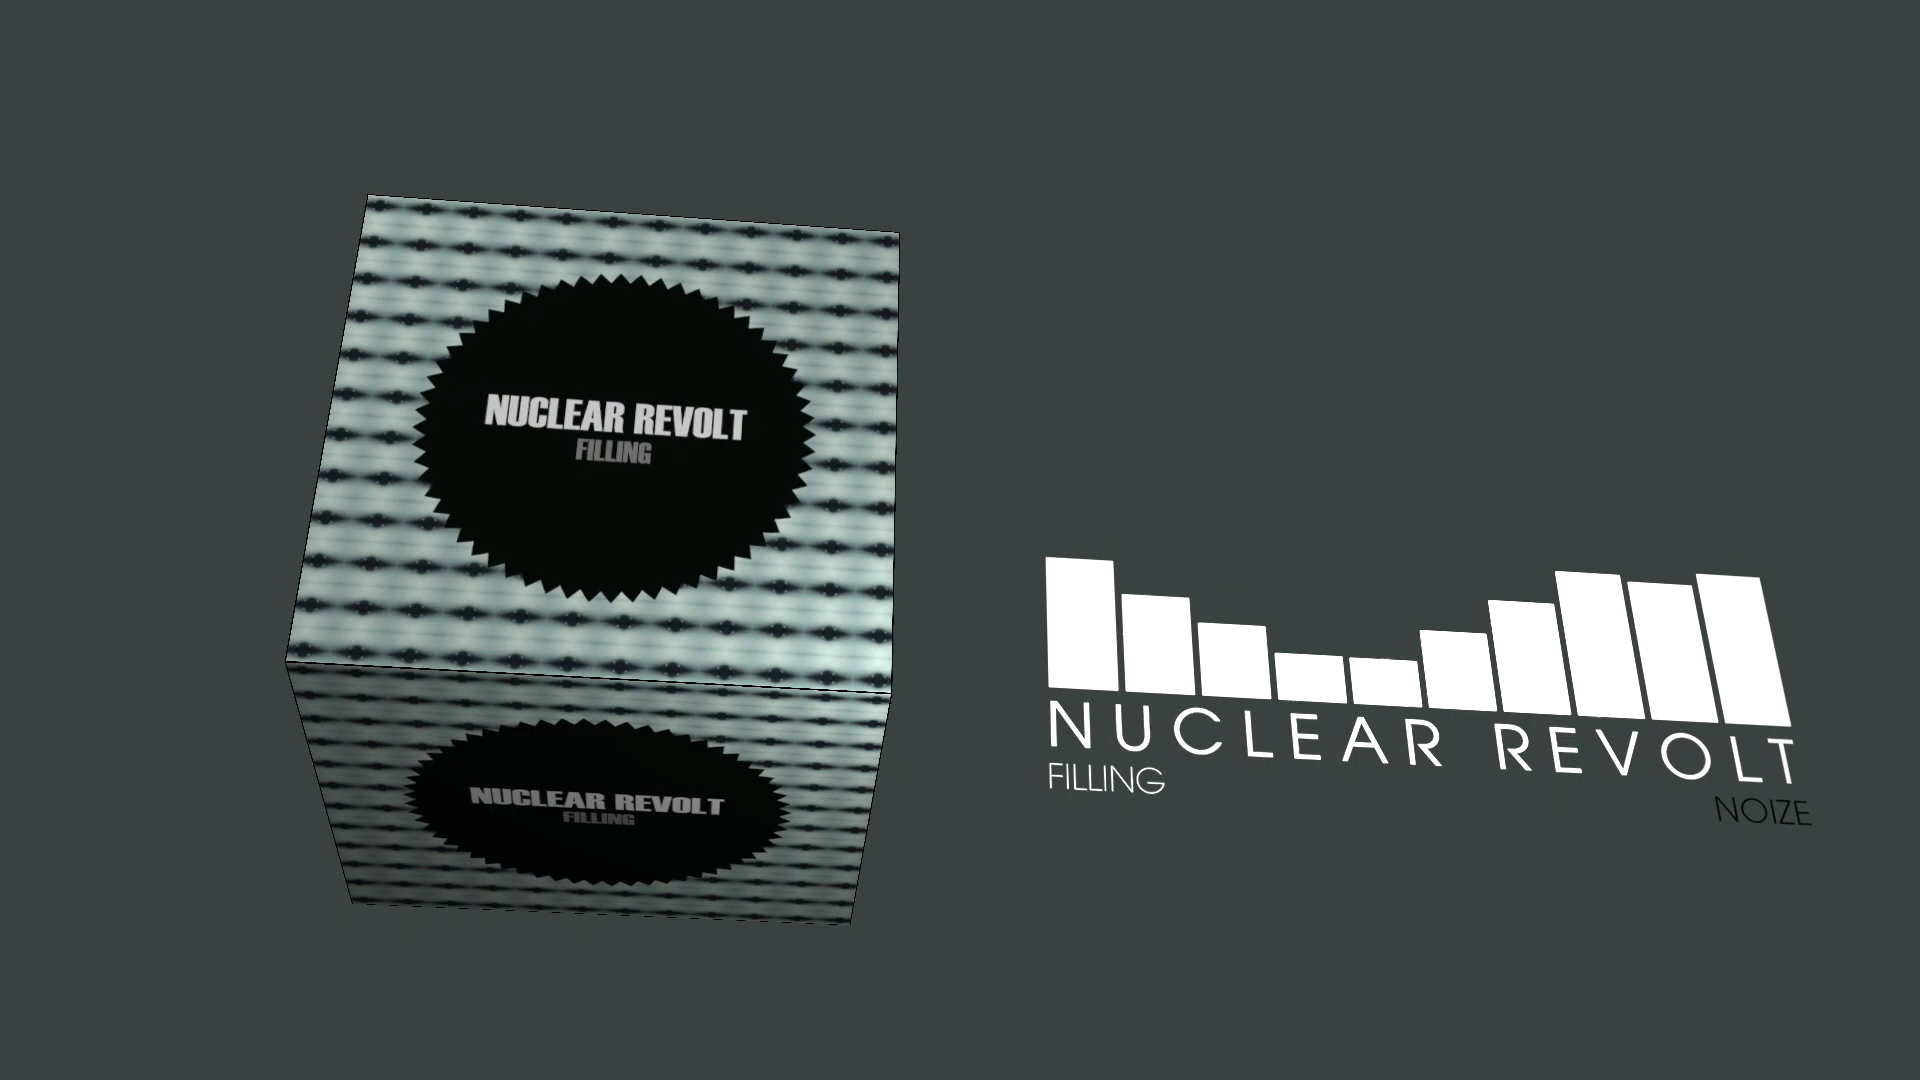 NUCLEAR REVOLT
FILLING
NUCLEAR REVOLT
FILLING
NUCLEAR REVOLT
FILLING
NOIZE